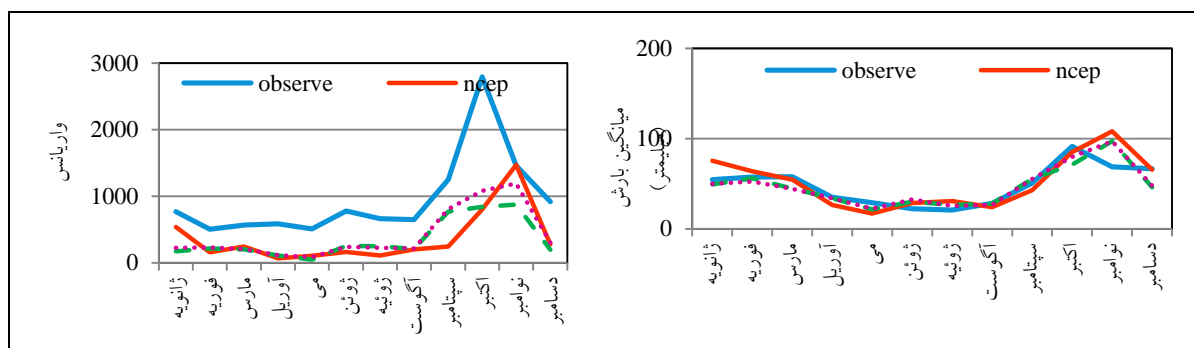 3000
2000
1000
0
observe
ncep
واریانس
ژانویه
فوریه
مارس
آوریل
می
ژوئن
ژوئیه
آگوست
سپتامبر
اکتبر
نوامبر
دسامبر
200
100
0
observe
ncep
میانگین بارش
(میلیمتر)
ژانویه
فوریه
مارس
آوریل
می
ژوئن
ژوئیه
آگوست
سپتامبر
اکتبر
نوامبر
دسامبر